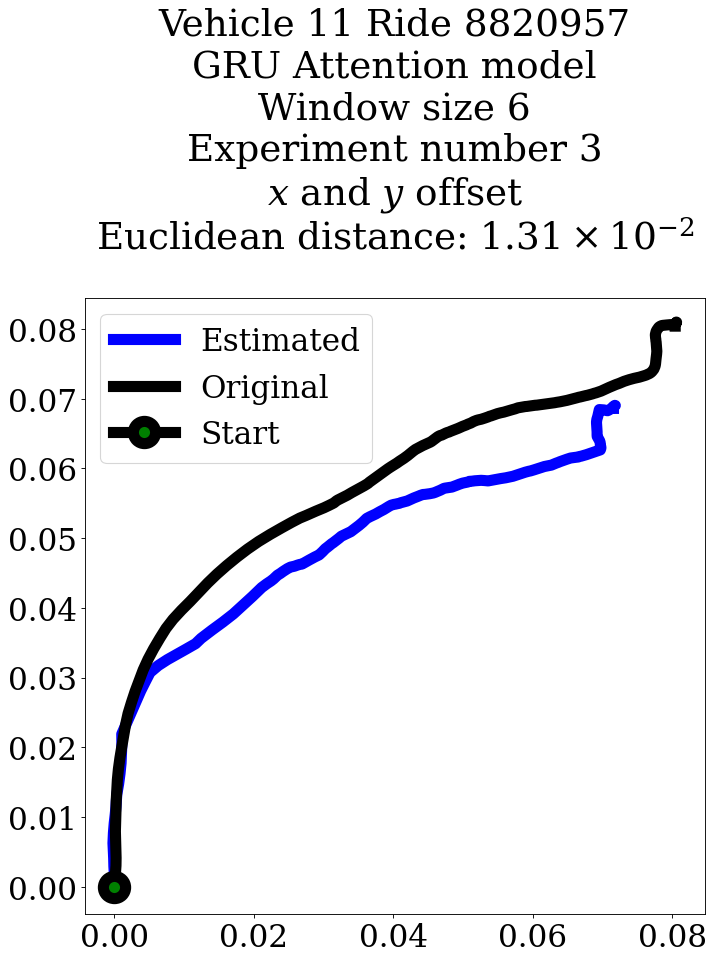 Vehicle 11 Ride 8820957
GRU Attention model
Window size 6
Experiment number 3
x and y offset
Euclidean distance: 1.31 × 10⁻²
Estimated
Original
Start
0.08
0.07
0.06
0.05
0.04
0.03
0.02
0.01
0.00
0.00 0.02 0.04 0.06 0.08